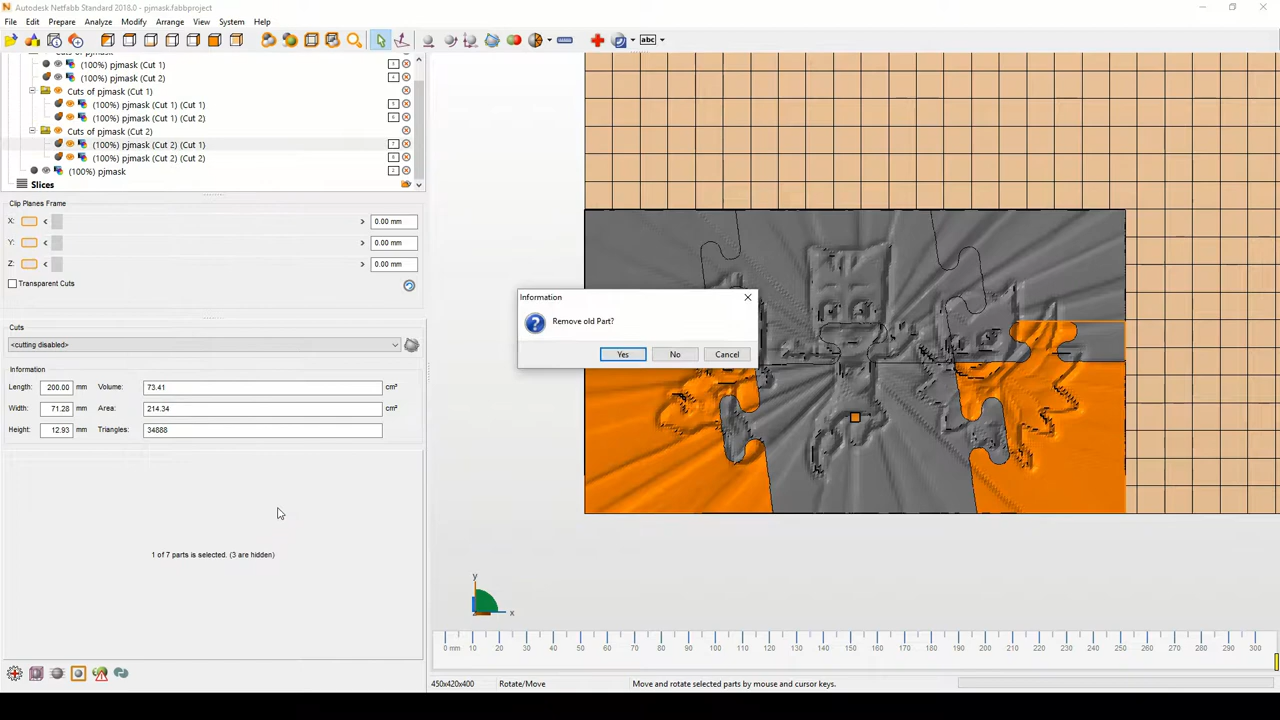 Autodesk Netfabb Standard 2018.0 - pjmask.fabbproject
File Edit Prepare Analyze Modify Arrange View System Help
abc
(100%) pjmask (Cut 1)
(100%) pjmask (Cut 2)
Cuts of pjmask (Cut 1)
(100%) pjmask (Cut 1) (Cut 1)
(100%) pjmask (Cut 1) (Cut 2)
Cuts of pjmask (Cut 2)
(100%) pjmask (Cut 2) (Cut 1)
(100%) pjmask (Cut 2) (Cut 2)
(100%) pjmask
Slices
Clip Planes Frame
X: < > 0.00 mm
Y: < > 0.00 mm
Z: < > 0.00 mm
Transparent Cuts
Cuts
<cutting disabled>
Information
Length: 200.00 mm Volume: 73.41 cm³
Width: 71.28 mm Area: 214.34 cm²
Height: 12.93 mm Triangles: 34888
1 of 7 parts is selected. (3 are hidden)
Information
Remove old Part?
Yes No Cancel
y
z x
0 mm 10 20 30 40 50 60 70 80 90 100 110 120 130 140 150 160 170 180 190 200 210 220 230 240 250 260 270 280 290 300
450x420x400 Rotate/Move Move and rotate selected parts by mouse and cursor keys.